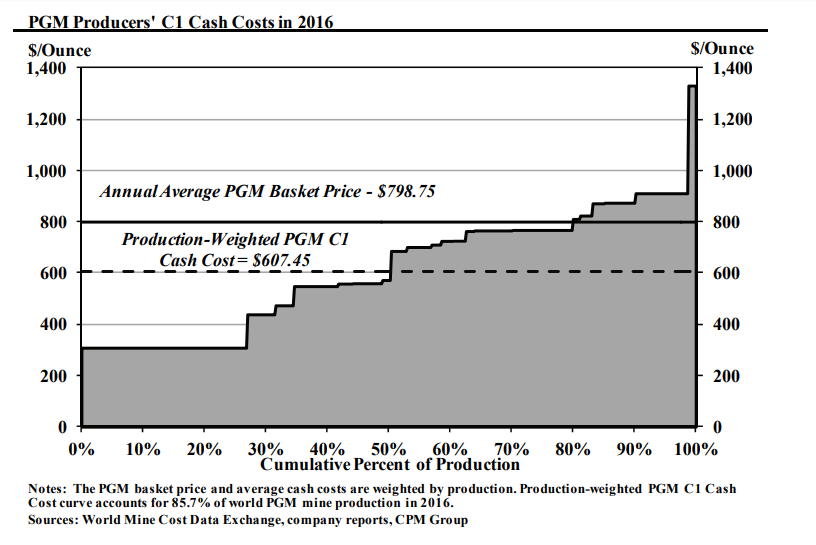 PGM Producers' C1 Cash Costs in 2016
$/Ounce $/Ounce
1,400 1,400
1,200 1,200
1,000 1,000
Annual Average PGM Basket Price - $798.75
800 800
Production-Weighted PGM C1
Cash Cost = $607.45
600 600
400 400
200 200
0 0
0% 10% 20% 30% 40% 50% 60% 70% 80% 90% 100%
Cumulative Percent of Production
Notes: The PGM basket price and average cash costs are weighted by production. Production-weighted PGM C1 Cash
Cost curve accounts for 85.7% of world PGM mine production in 2016.
Sources: World Mine Cost Data Exchange, company reports, CPM Group